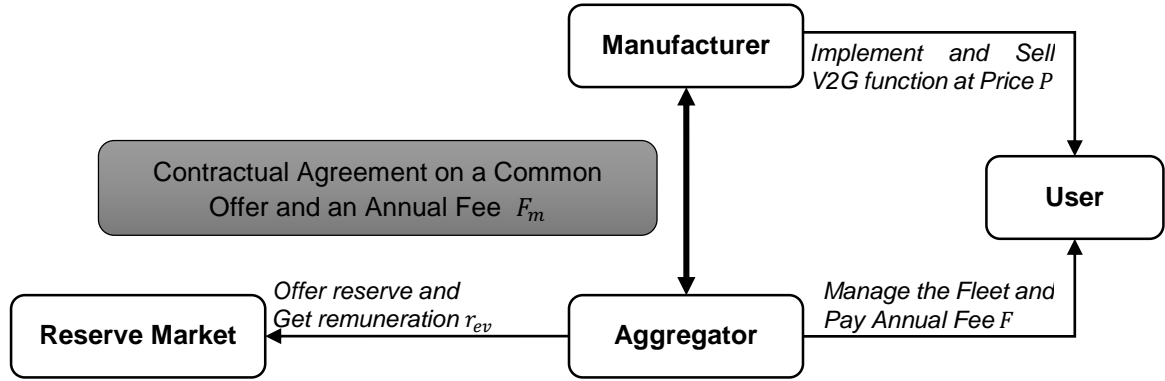 Manufacturer
Implement and Sell
V2G function at Price P
Contractual Agreement on a Common
Offer and an Annual Fee F_m
User
Offer reserve and
Get remuneration r_ev
Manage the Fleet and
Pay Annual Fee F
Reserve Market
Aggregator